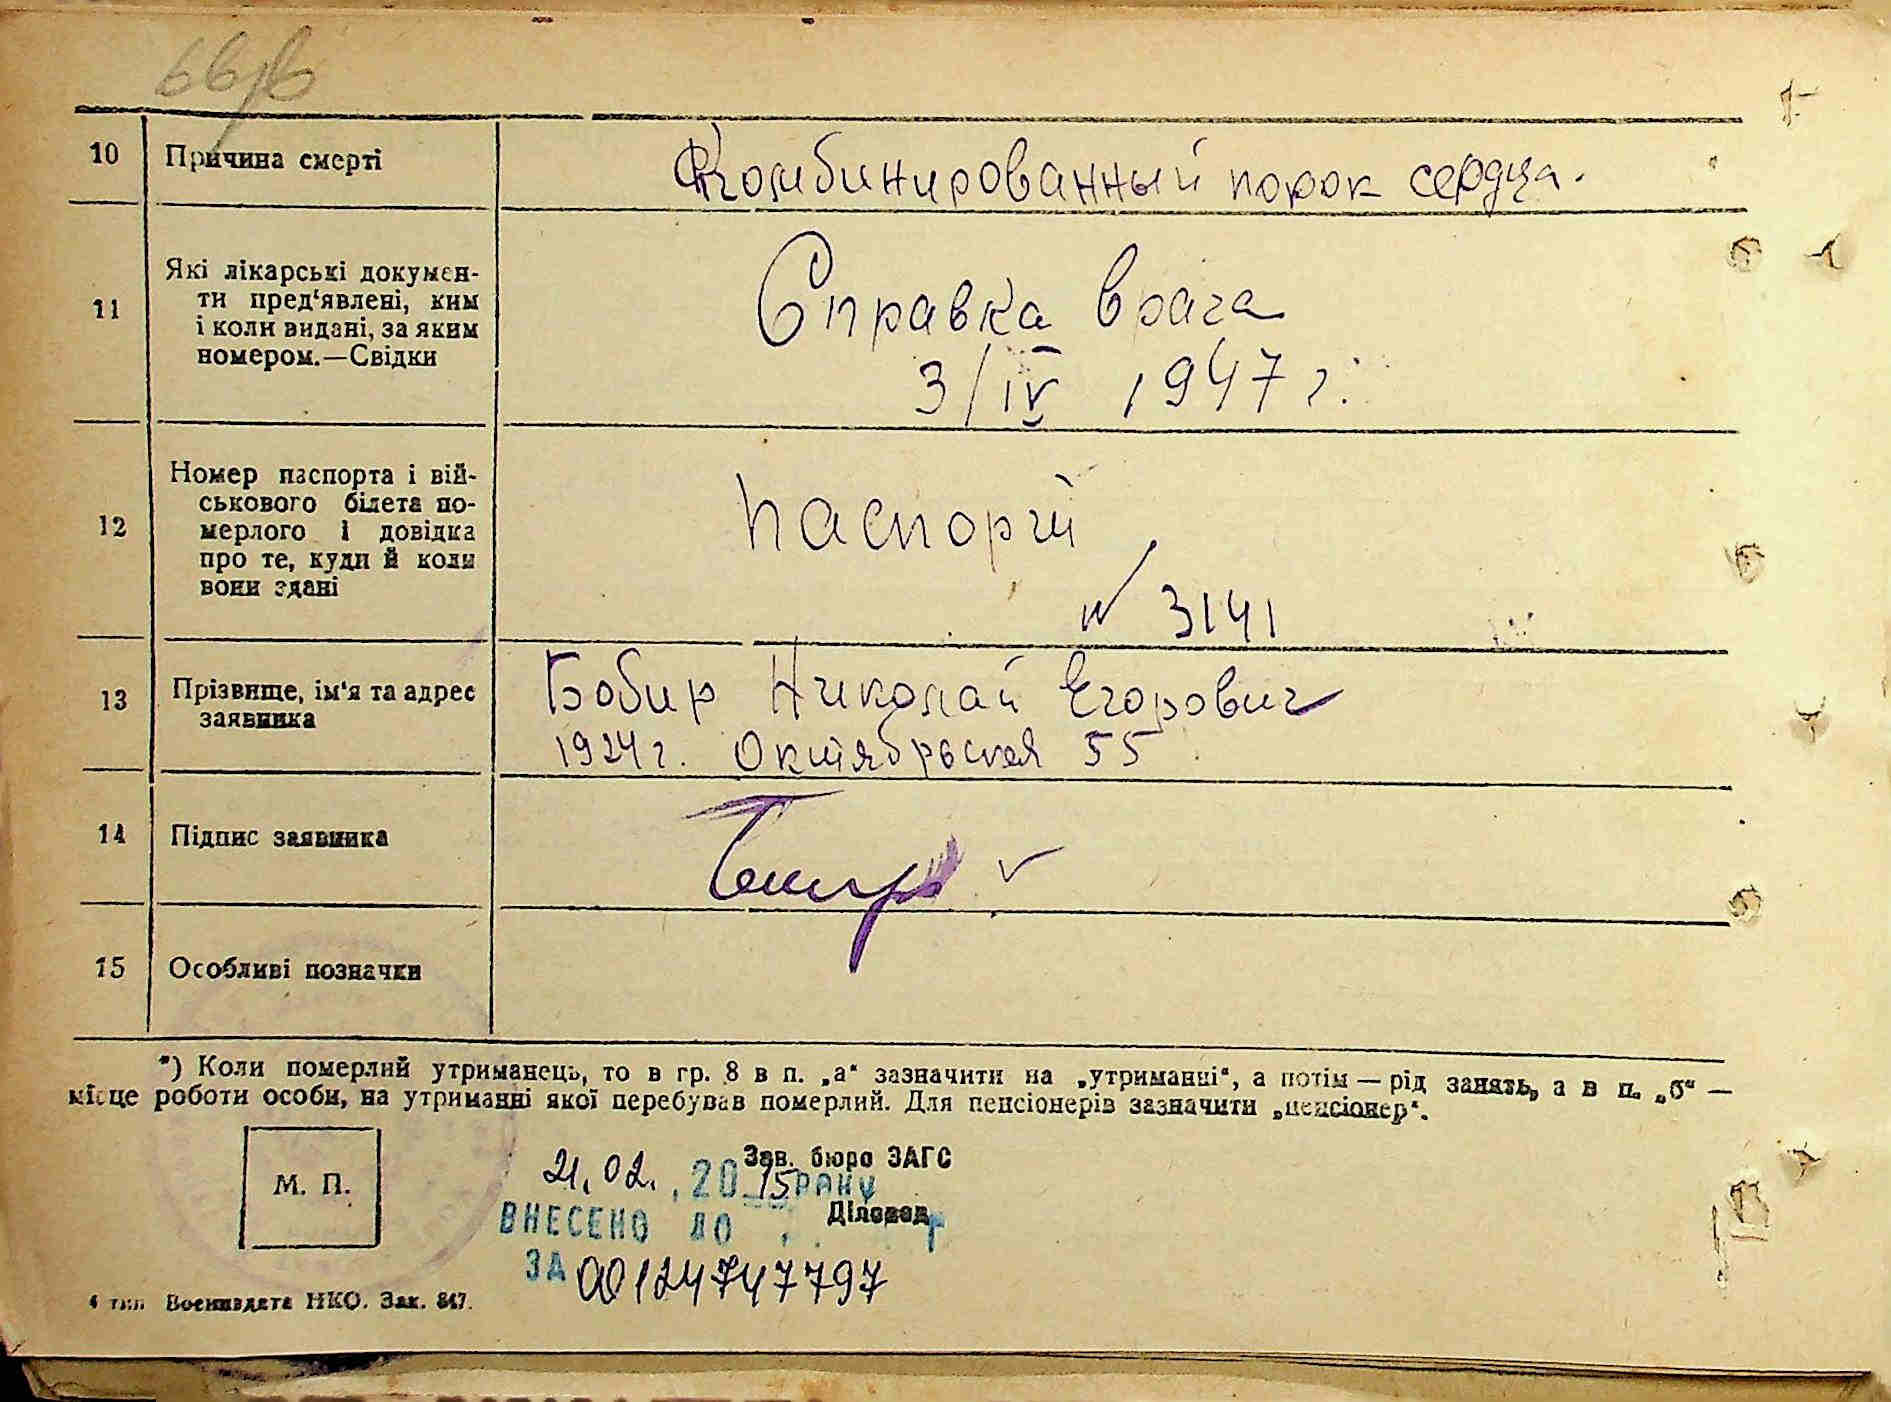 10 Причина смерті Комбинированный порок сердца.
11 Які лікарські докумен-
ти пред‘явлені, ким
і коли видані, за яким
номером.—Свідки
Справка врача
3/IV 1947 г.
12 Номер паспорта і вій-
ськового білета по-
мерлого і довідка
про те, куди й коли
вони здані
паспорт
N 3141
13 Прізвище, ім‘я та адрес
заявника
Бобир Николай Егорович
1924 г. Октябрьская 55
14 Підпис заявника
15 Особливі позначки
*) Коли померлий утриманець, то в гр. 8 в п. „а“ зазначити на „утриманні“, а потім — рід занять, а в п. „б“ —
місце роботи особи, на утриманні якої перебував померлий. Для пенсіонерів зазначити „пенсіонер“.
М. П.
Зав. бюро ЗАГС
21.02. 2015 року
Діловод
ВНЕСЕНО ДО
ЗА 00124747797
4 тип Воениздата НКО. Зак. 847.